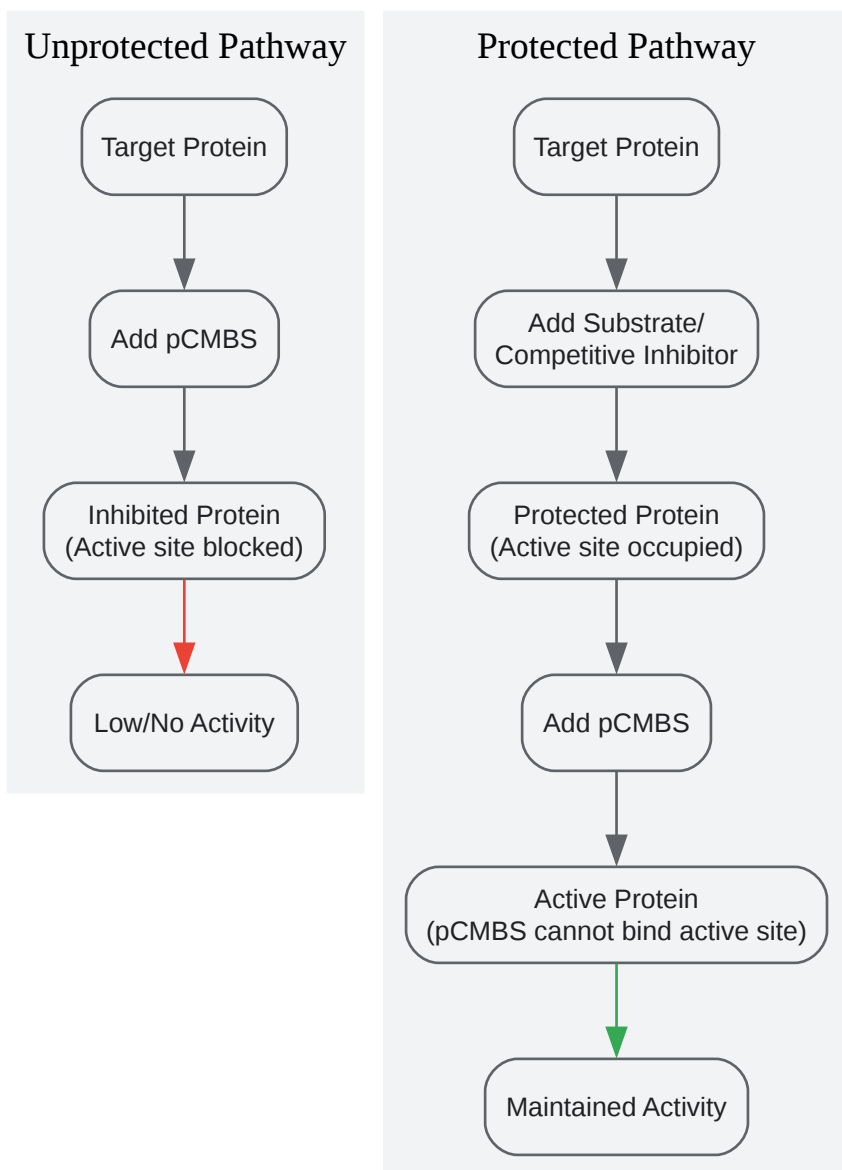 Unprotected Pathway
Target Protein
Add pCMBS
Inhibited Protein
(Active site blocked)
Low/No Activity
Protected Pathway
Target Protein
Add Substrate/
Competitive Inhibitor
Protected Protein
(Active site occupied)
Add pCMBS
Active Protein
(pCMBS cannot bind active site)
Maintained Activity